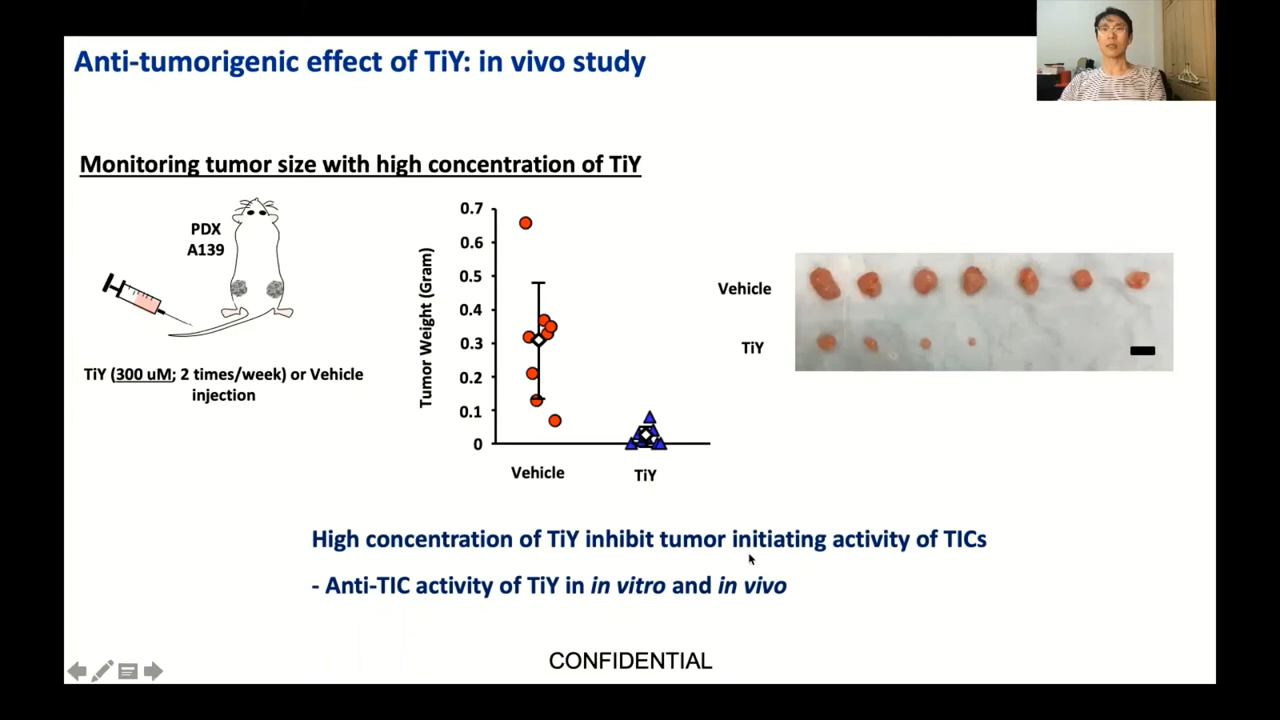 Anti-tumorigenic effect of TiY: in vivo study
Monitoring tumor size with high concentration of TiY
PDX
A139
TiY (300 uM; 2 times/week) or Vehicle
injection
Tumor Weight (Gram)
0.7
0.6
0.5
0.4
0.3
0.2
0.1
0
Vehicle
TiY
Vehicle
TiY
High concentration of TiY inhibit tumor initiating activity of TICs
- Anti-TIC activity of TiY in in vitro and in vivo
CONFIDENTIAL